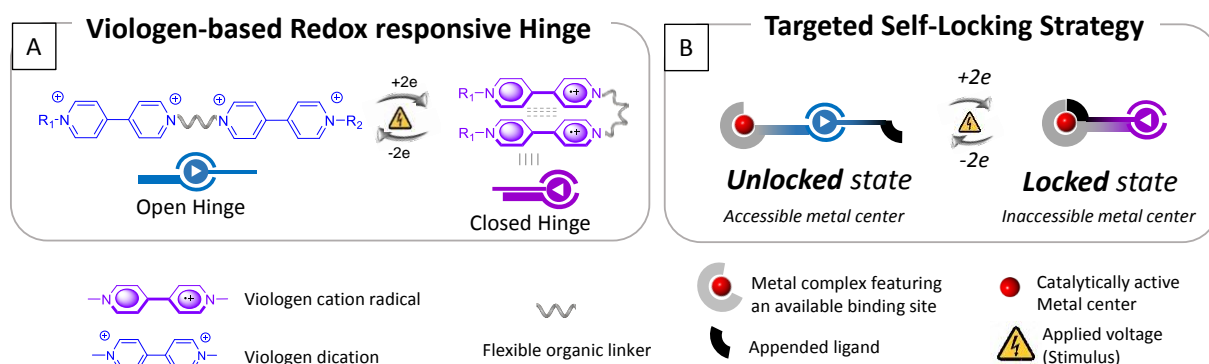 A
Viologen-based Redox responsive Hinge
⊕ ⊕ ⊕ ⊕
R1–N N N N–R2
+2e
-2e
R1–N •+ N
R1–N •+ N
Open Hinge
Closed Hinge
B
Targeted Self-Locking Strategy
+2e
-2e
Unlocked state
Accessible metal center
Locked state
Inaccessible metal center
–N •+ N–
Viologen cation radical
⊕ ⊕
–N N–
Viologen dication
Flexible organic linker
Metal complex featuring
an available binding site
Appended ligand
Catalytically active
Metal center
Applied voltage
(Stimulus)